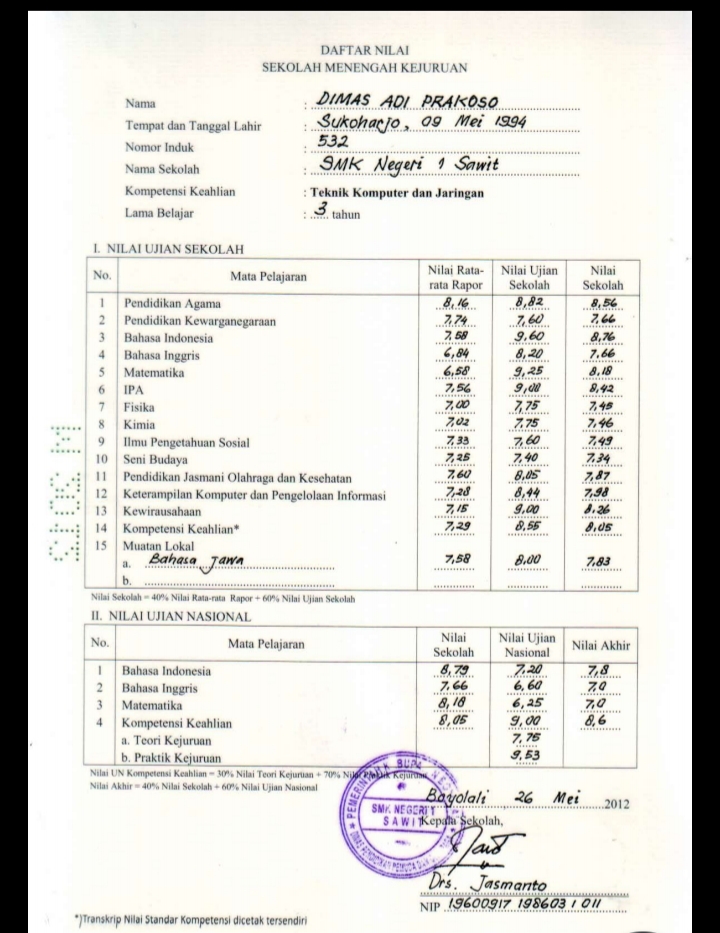 DAFTAR NILAI
SEKOLAH MENENGAH KEJURUAN
Nama : DIMAS ADI PRAKOSO
Tempat dan Tanggal Lahir : Sukoharjo, 09 Mei 1994
Nomor Induk : 532
Nama Sekolah : SMK Negeri 1 Sawit
Kompetensi Keahlian : Teknik Komputer dan Jaringan
Lama Belajar : 3 tahun
I. NILAI UJIAN SEKOLAH
No. Mata Pelajaran Nilai Rata-rata Rapor Nilai Ujian Sekolah Nilai Sekolah
1 Pendidikan Agama 8,16 8,82 8,56
2 Pendidikan Kewarganegaraan 7,74 7,60 7,66
3 Bahasa Indonesia 7,58 9,60 8,76
4 Bahasa Inggris 6,84 8,20 7,66
5 Matematika 6,58 9,25 8,18
6 IPA 7,56 9,00 8,42
7 Fisika 7,00 7,75 7,45
8 Kimia 7,02 7,75 7,46
9 Ilmu Pengetahuan Sosial 7,33 7,60 7,49
10 Seni Budaya 7,25 7,40 7,34
11 Pendidikan Jasmani Olahraga dan Kesehatan 7,60 8,05 7,87
12 Keterampilan Komputer dan Pengelolaan Informasi 7,28 8,44 7,98
13 Kewirausahaan 7,15 9,00 8,26
14 Kompetensi Keahlian* 7,29 8,55 8,05
15 Muatan Lokal
a. Bahasa Jawa 7,58 8,00 7,83
b.
Nilai Sekolah = 40% Nilai Rata-rata Rapor + 60% Nilai Ujian Sekolah
II. NILAI UJIAN NASIONAL
No. Mata Pelajaran Nilai Sekolah Nilai Ujian Nasional Nilai Akhir
1 Bahasa Indonesia 8,79 7,20 7,8
2 Bahasa Inggris 7,66 6,60 7,0
3 Matematika 8,18 6,25 7,0
4 Kompetensi Keahlian 8,05 9,00 8,6
a. Teori Kejuruan 7,75
b. Praktik Kejuruan 9,53
Nilai UN Kompetensi Keahlian = 30% Nilai Teori Kejuruan + 70% Nilai Praktik Kejuruan
Nilai Akhir = 40% Nilai Sekolah + 60% Nilai Ujian Nasional
Boyolali 26 Mei 2012
Kepala Sekolah,
SMK NEGERI 1
SAWIT
Drs. Jasmanto
NIP 19600917 198603 1 011
*)Transkrip Nilai Standar Kompetensi dicetak tersendiri